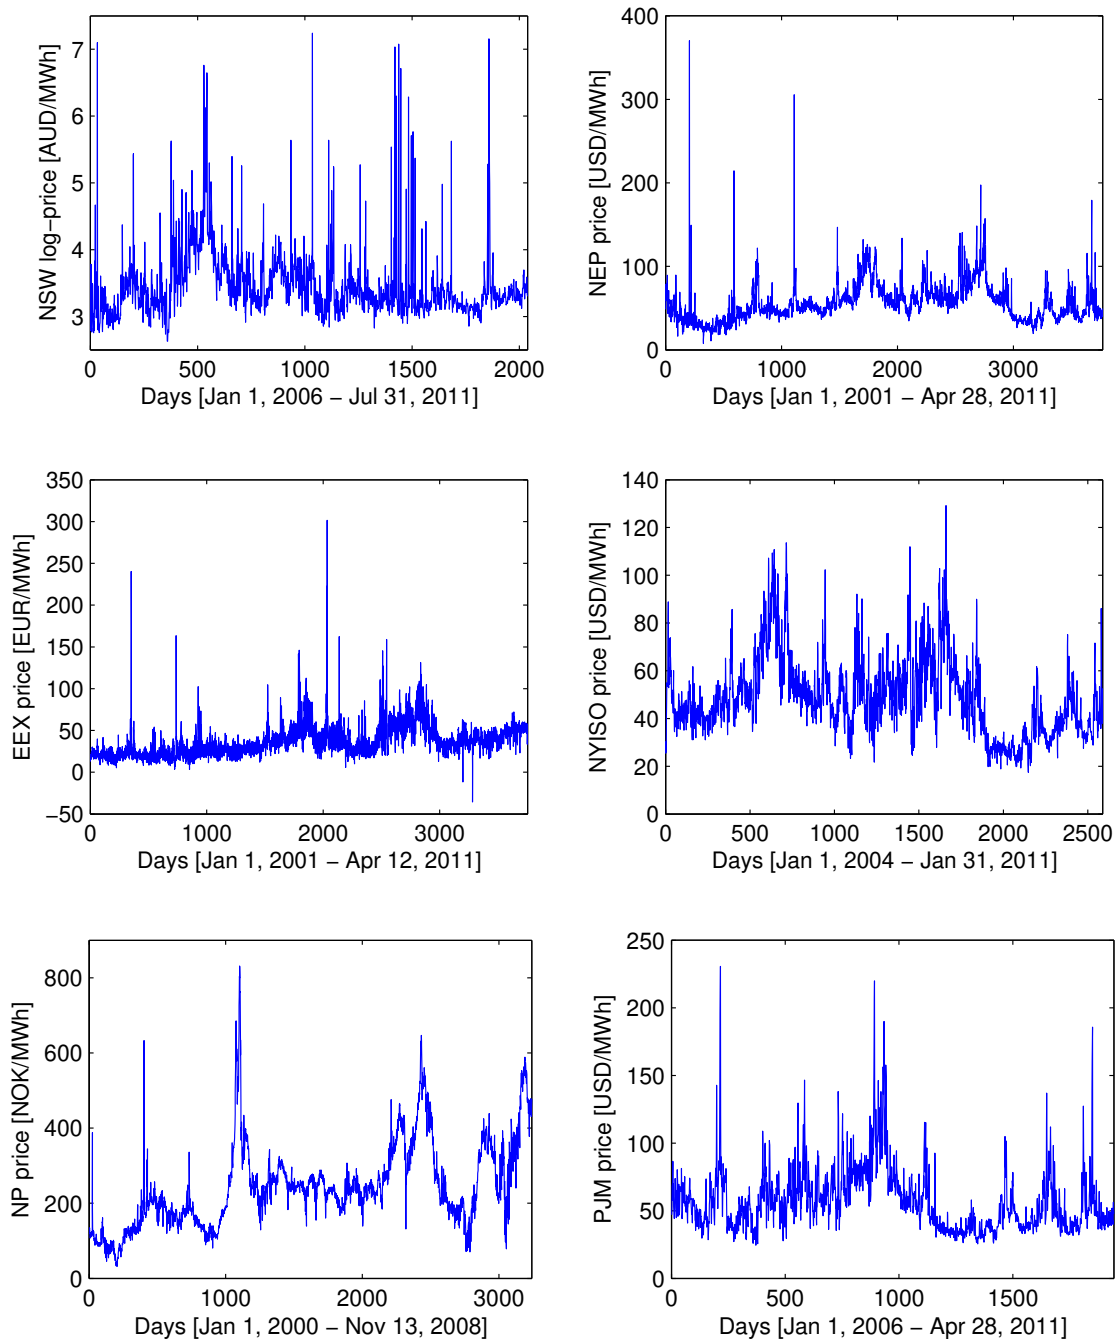 7
6
5
4
3
NSW log−price [AUD/MWh]
0 500 1000 1500 2000
Days [Jan 1, 2006 − Jul 31, 2011]
400
300
200
100
0
NEP price [USD/MWh]
0 1000 2000 3000
Days [Jan 1, 2001 − Apr 28, 2011]
350
300
250
200
150
100
50
0
−50
EEX price [EUR/MWh]
0 1000 2000 3000
Days [Jan 1, 2001 − Apr 12, 2011]
140
120
100
80
60
40
20
0
NYISO price [USD/MWh]
0 500 1000 1500 2000 2500
Days [Jan 1, 2004 − Jan 31, 2011]
800
600
400
200
0
NP price [NOK/MWh]
0 1000 2000 3000
Days [Jan 1, 2000 − Nov 13, 2008]
250
200
150
100
50
0
PJM price [USD/MWh]
0 500 1000 1500
Days [Jan 1, 2006 − Apr 28, 2011]